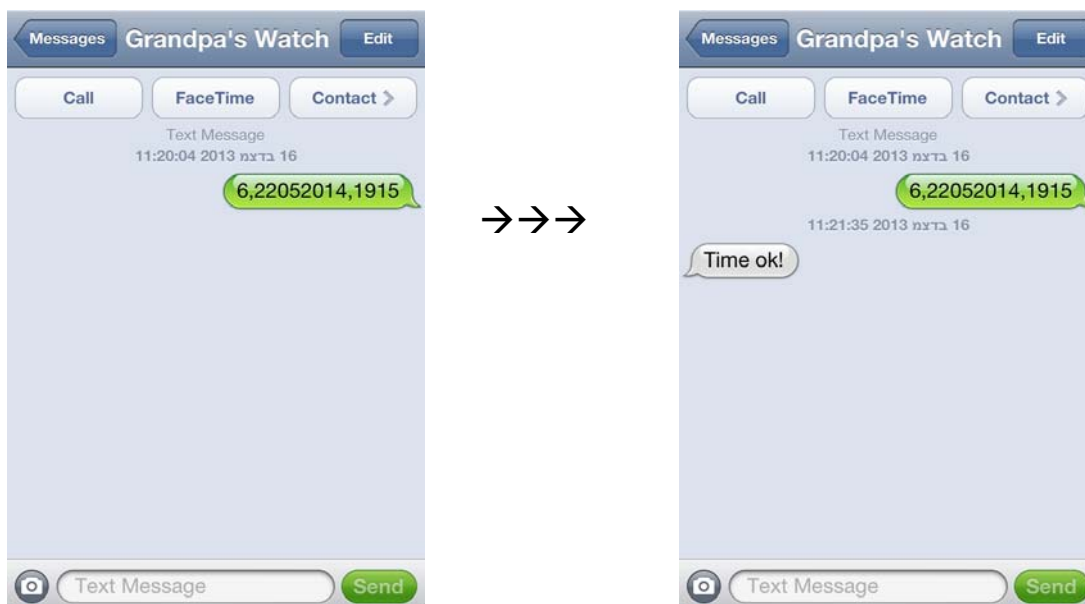 Messages Grandpa's Watch Edit
Call FaceTime Contact
Text Message
16 בדצמ 2013 11:20:04
6,22052014,1915
Text Message Send
→→→
Messages Grandpa's Watch Edit
Call FaceTime Contact
Text Message
16 בדצמ 2013 11:20:04
6,22052014,1915
16 בדצמ 2013 11:21:35
Time ok!
Text Message Send